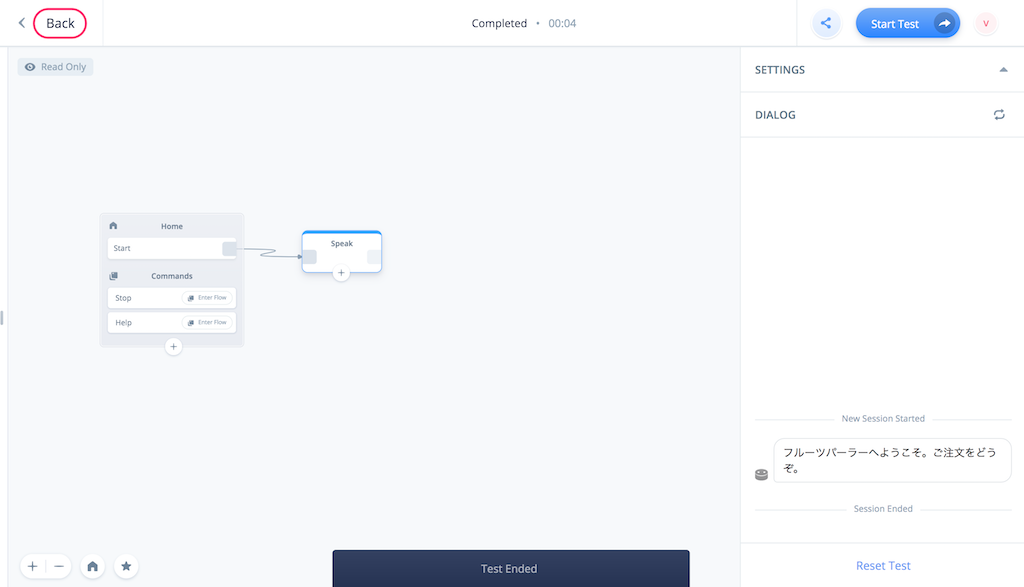 Back
Completed • 00:04
Start Test
V
Read Only
SETTINGS
DIALOG
Home
Start
Commands
Stop
Enter Flow
Help
Enter Flow
+
Speak
+
New Session Started
フルーツパーラーへようこそ。ご注文をどう
ぞ。
Session Ended
Test Ended
Reset Test